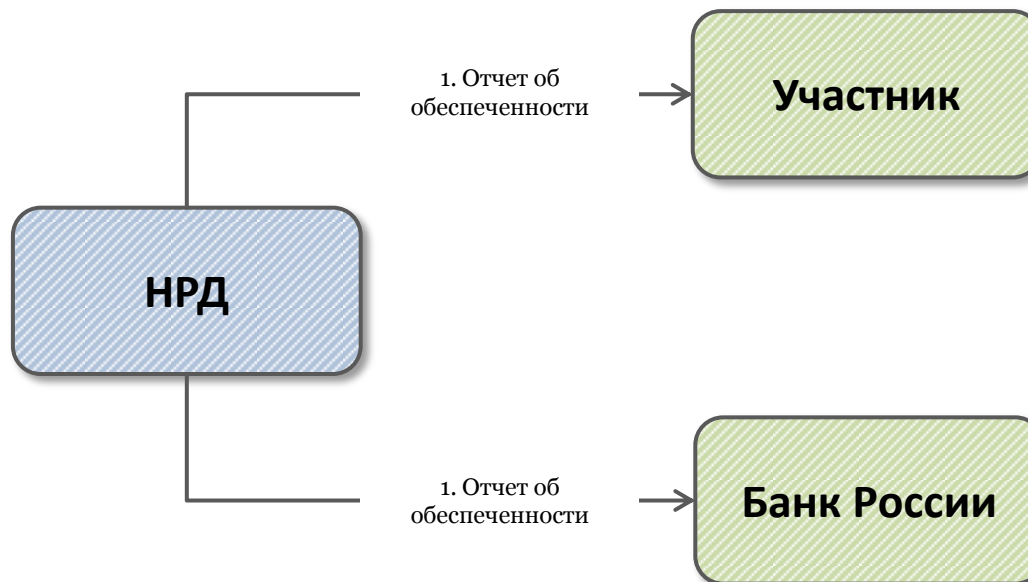 1. Отчет об
обеспеченности
Участник
НРД
1. Отчет об
обеспеченности
Банк России